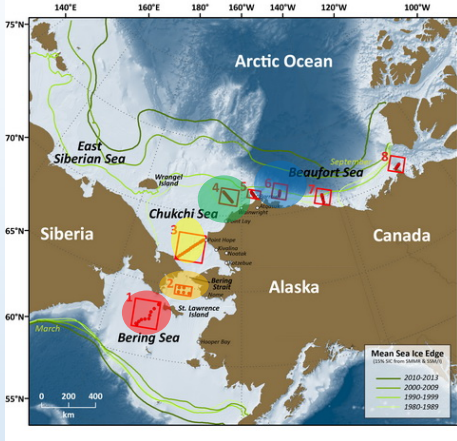 140°E
160°E
180°E
160°W
140°W
120°W
100°W
75°N
70°N
65°N
60°N
55°N
Arctic Ocean
East
Siberian Sea
Wrangel
Island
September
Beaufort Sea
8
4
5
6
7
Wainwright
Point Lay
Chukchi Sea
3
Point Hope
Kivalina
Noatak
Kotzebue
Siberia
Canada
Alaska
Bering
Strait
2
Nome
1
St. Lawrence
Island
Bering Sea
Hooper Bay
March
0
200
400
km
Mean Sea Ice Edge
(15% SIC from SMMR & SSM/I)
2010-2013
2000-2009
1990-1999
1980-1989